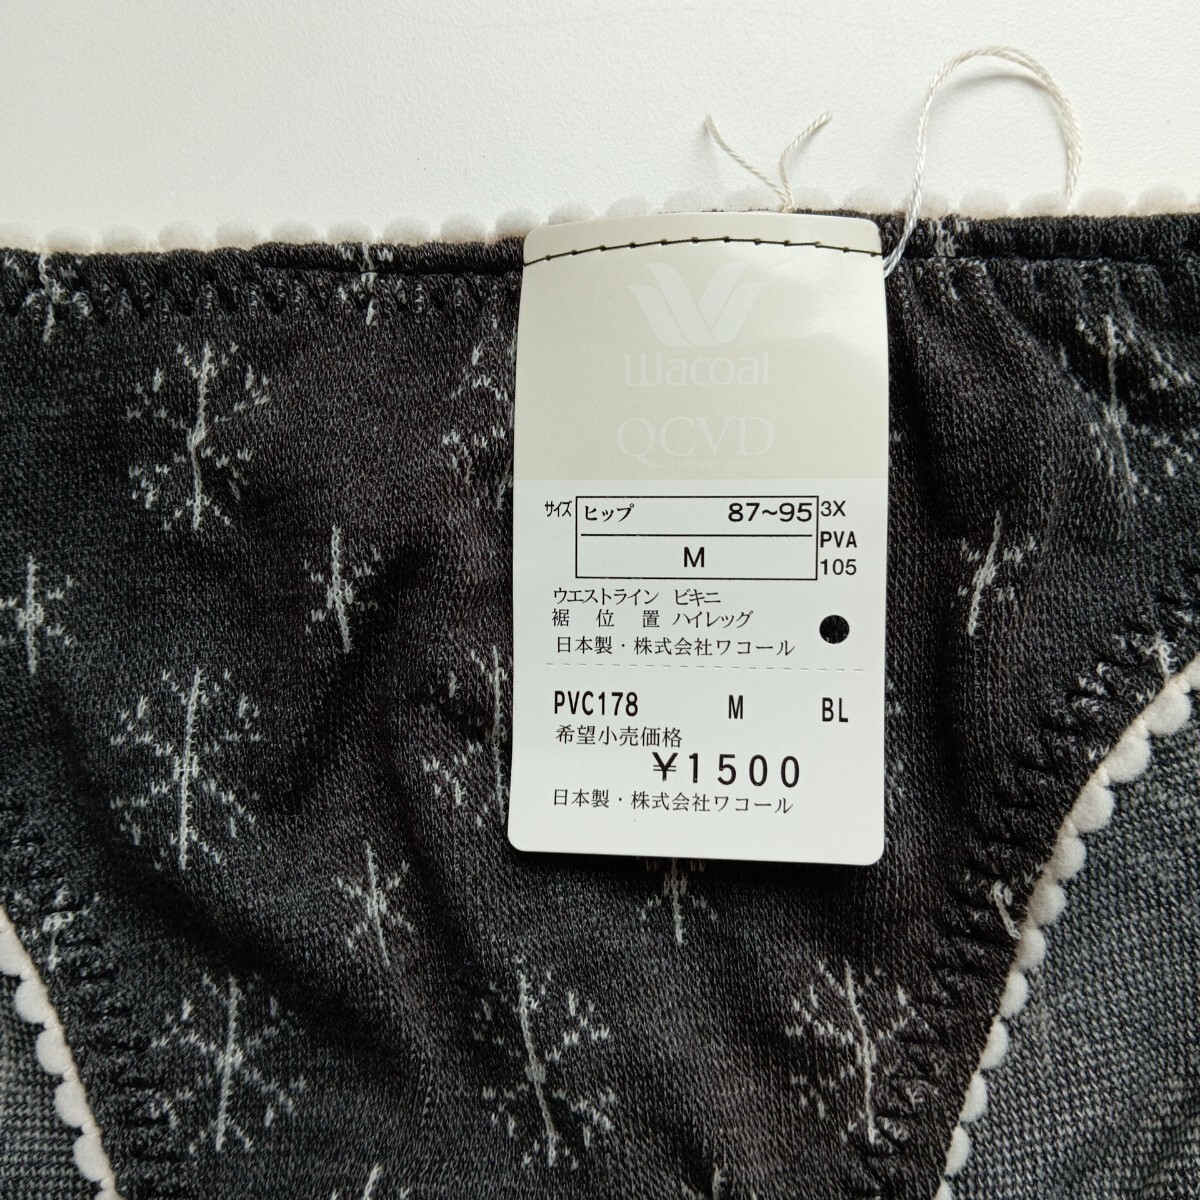 Wacoal
QCVD
サイズ ヒップ 87~95 3X
M PVA
105
ウエストライン ビキニ
裾位置 ハイレッグ
日本製・株式会社ワコール
PVC178 M BL
希望小売価格
¥1500
日本製・株式会社ワコール